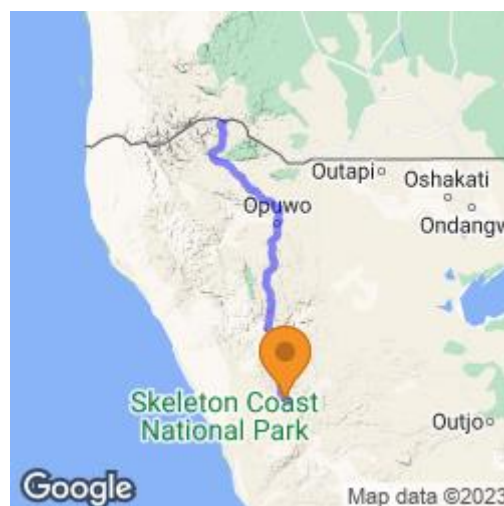 Outapi
Oshakati
Opuwo
Ondangw
Skeleton Coast
National Park
Outjo
Google
Map data ©2023